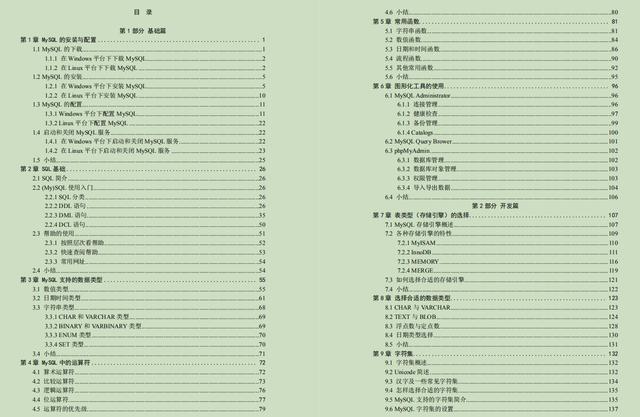 目 录
第 1 部分 基础篇
第 1 章 MySQL 的安装与配置 1
1.1 MySQL 的下载 1
1.1.1 在 Windows 平台下下载 MySQL 2
1.1.2 在 Linux 平台下下载 MySQL 2
1.2 MySQL 的安装 5
1.2.1 在 Windows 平台下安装 MySQL 5
1.2.2 在 Linux 平台下安装 MySQL 10
1.3 MySQL 的配置 11
1.3.1 Windows 平台下配置 MySQL 11
1.3.2 Linux 平台下配置 MySQL 22
1.4 启动和关闭 MySQL 服务 22
1.4.1 在 Windows 平台下启动和关闭 MySQL 服务 22
1.4.2 在 Linux 平台下启动和关闭 MySQL 服务 23
1.5 小结 25
第 2 章 SQL 基础 26
2.1 SQL 简介 26
2.2 (My)SQL 使用入门 26
2.2.1 SQL 分类 26
2.2.2 DDL 语句 26
2.2.3 DML 语句 35
2.2.4 DCL 语句 50
2.3 帮助的使用 51
2.3.1 按照层次看帮助 52
2.3.2 快速查阅帮助 53
2.3.3 常用网址 54
2.4 小结 54
第 3 章 MySQL 支持的数据类型 55
3.1 数值类型 55
3.2 日期时间类型 61
3.3 字符串类型 68
3.3.1 CHAR 和 VARCHAR 类型 69
3.3.2 BINARY 和 VARBINARY 类型 69
3.3.3 ENUM 类型 70
3.3.4 SET 类型 70
3.4 小结 71
第 4 章 MySQL 中的运算符 72
4.1 算术运算符 72
4.2 比较运算符 73
4.3 逻辑运算符 76
4.4 位运算符 77
4.5 运算符的优先级 79
4.6 小结 80
第 5 章 常用函数 81
5.1 字符串函数 81
5.2 数值函数 84
5.3 日期和时间函数 86
5.4 流程函数 90
5.5 其他常用函数 92
5.6 小结 95
第 6 章 图形化工具的使用 96
6.1 MySQL Administrator 96
6.1.1 连接管理 96
6.1.2 健康检查 97
6.1.3 备份管理 99
6.1.4 Catalogs 100
6.2 MySQL Query Brower 101
6.3 phpMyAdmin 102
6.3.1 数据库管理 102
6.3.2 数据库对象管理 103
6.3.3 权限管理 103
6.3.4 导入导出数据 104
6.4 小结 106
第 2 部分 开发篇
第 7 章 表类型（存储引擎）的选择 107
7.1 MySQL 存储引擎概述 107
7.2 各种存储引擎的特性 109
7.2.1 MyISAM 110
7.2.2 InnoDB 111
7.2.3 MEMORY 116
7.2.4 MERGE 119
7.3 如何选择合适的存储引擎 121
7.4 小结 122
第 8 章 选择合适的数据类型 123
8.1 CHAR 与 VARCHAR 123
8.2 TEXT 与 BLOB 124
8.3 浮点数与定点数 128
8.4 日期类型选择 130
8.5 小结 131
第 9 章 字符集 132
9.1 字符集概述 132
9.2 Unicode 简述 132
9.3 汉字及一些常见字符集 134
9.4 怎样选择合适的字符集 135
9.5 MySQL 支持的字符集简介 135
9.6 MySQL 字符集的设置 137